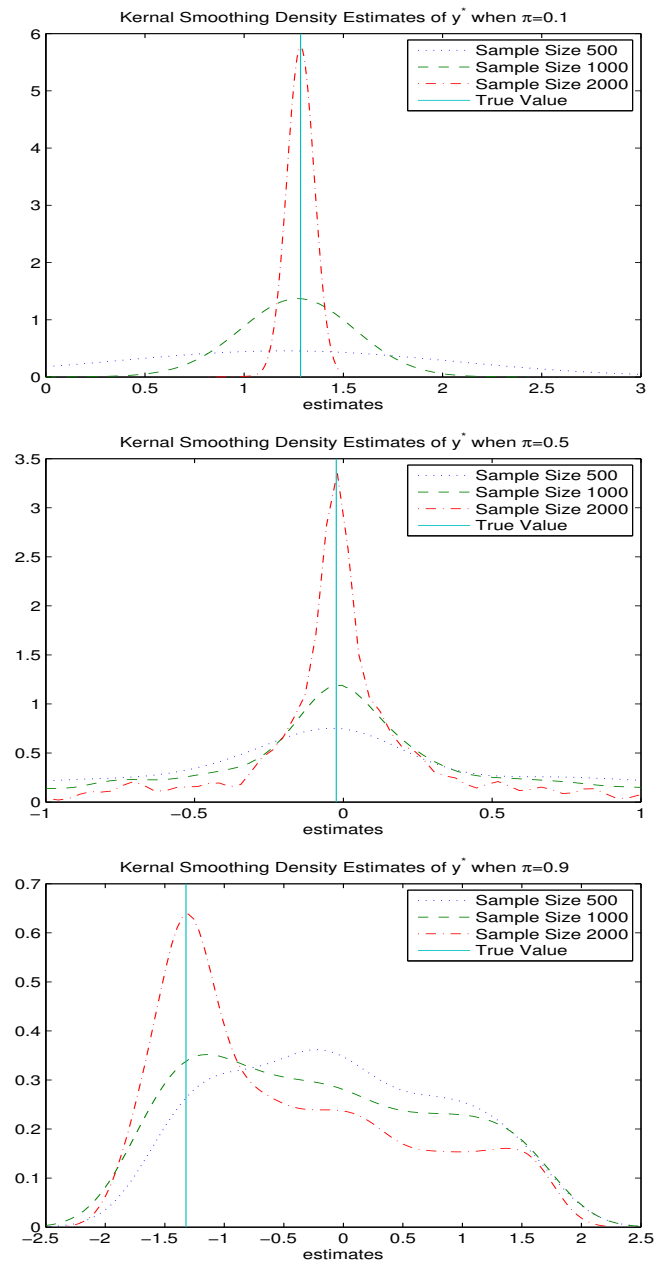 Kernal Smoothing Density Estimates of y* when π=0.1
6
5
4
3
2
1
0
0
0.5
1
1.5
2
2.5
3
estimates
Sample Size 500
Sample Size 1000
Sample Size 2000
True Value
Kernal Smoothing Density Estimates of y* when π=0.5
3.5
3
2.5
2
1.5
1
0.5
0
−1
−0.5
0
0.5
1
estimates
Sample Size 500
Sample Size 1000
Sample Size 2000
True Value
Kernal Smoothing Density Estimates of y* when π=0.9
0.7
0.6
0.5
0.4
0.3
0.2
0.1
0
−2.5
−2
−1.5
−1
−0.5
0
0.5
1
1.5
2
2.5
estimates
Sample Size 500
Sample Size 1000
Sample Size 2000
True Value